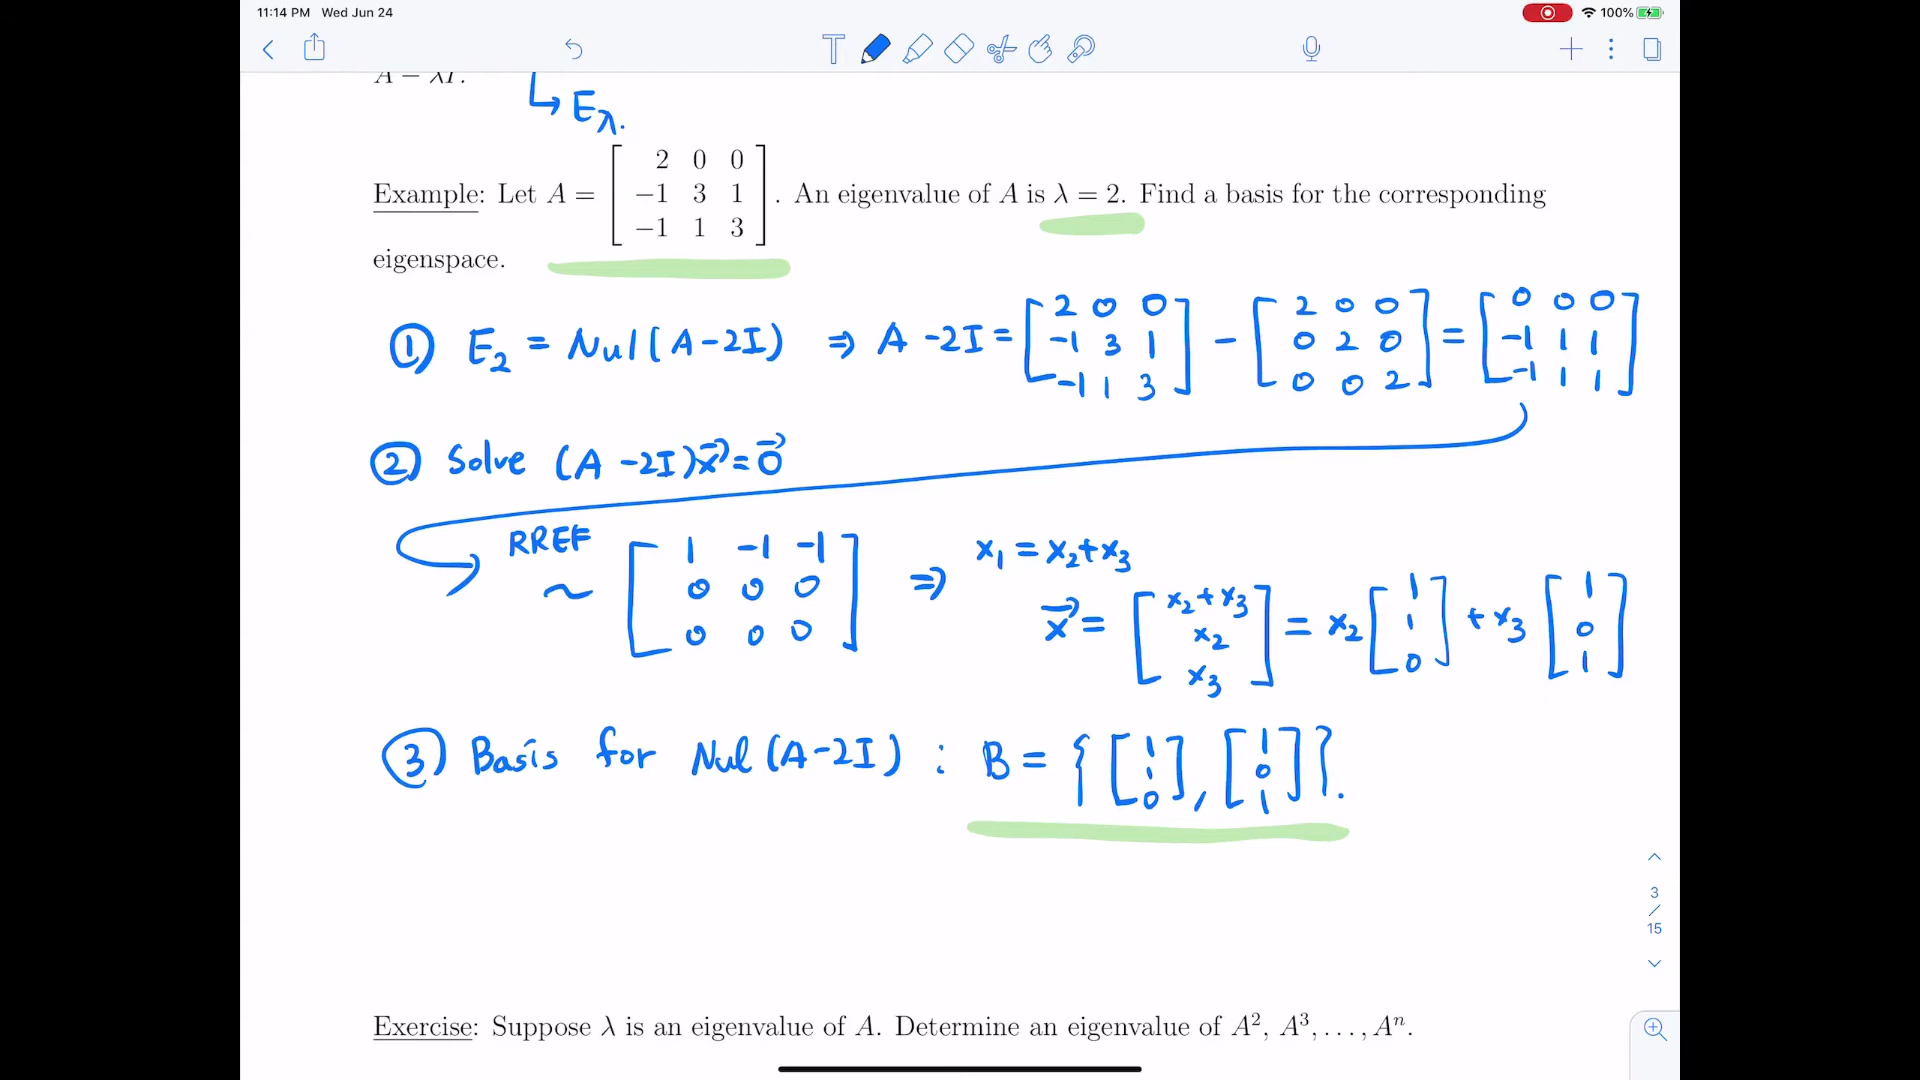 11:14 PM Wed Jun 24
100%
A − λI.
↳ E_λ.
Example: Let A = [2 0 0; −1 3 1; −1 1 3]. An eigenvalue of A is λ = 2. Find a basis for the corresponding
eigenspace.
① E₂ = Nul(A-2I) ⇒ A-2I = [2 0 0; -1 3 1; -1 1 3] - [2 0 0; 0 2 0; 0 0 2] = [0 0 0; -1 1 1; -1 1 1]
② Solve (A-2I)x⃗ = 0⃗
RREF
~ [1 -1 -1; 0 0 0; 0 0 0] ⇒ x₁ = x₂+x₃
x⃗ = [x₂+x₃; x₂; x₃] = x₂[1; 1; 0] + x₃[1; 0; 1]
③ Basis for Nul(A-2I) : B = {[1; 1; 0], [1; 0; 1]}.
3
/
15
Exercise: Suppose λ is an eigenvalue of A. Determine an eigenvalue of A², A³, . . . , Aⁿ.